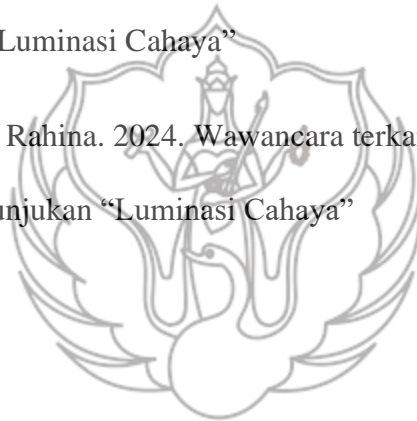 Luminasi Cahaya”
Rahina. 2024. Wawancara terka
unjukan “Luminasi Cahaya”